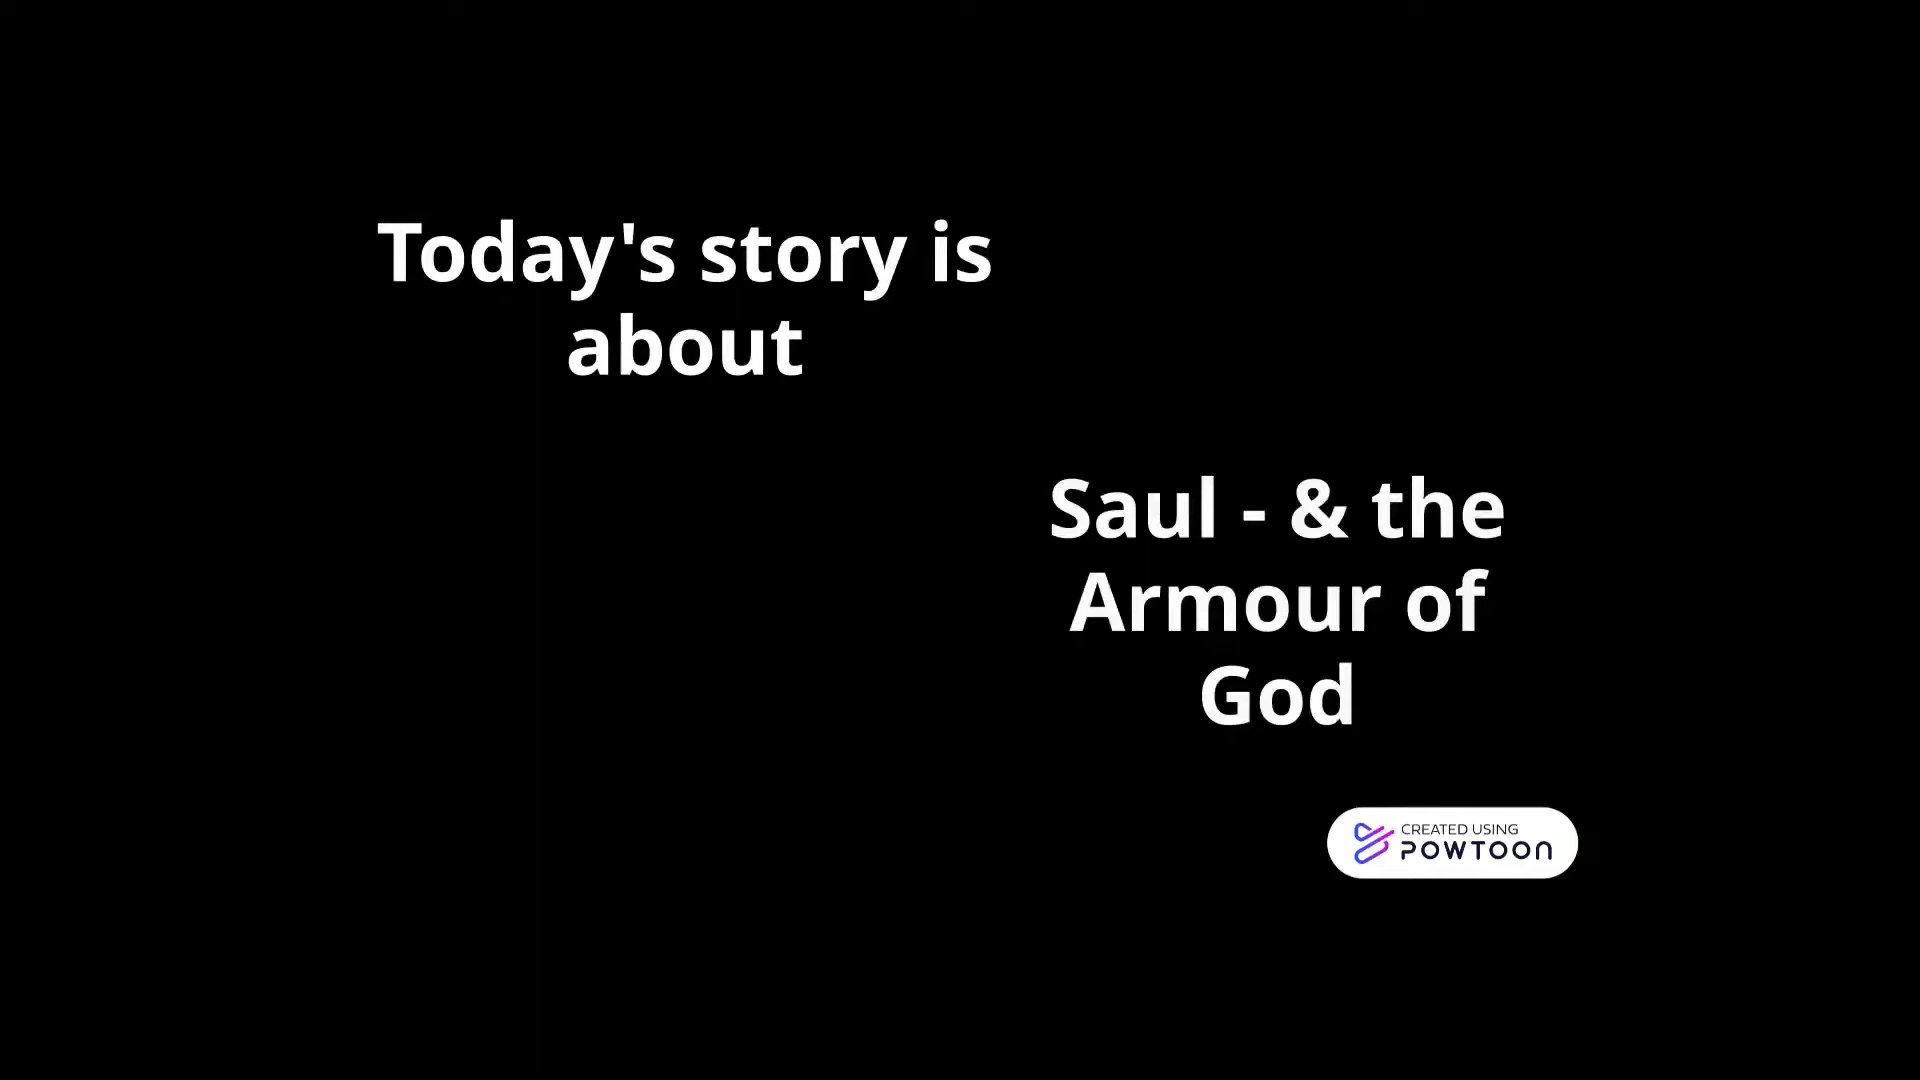 Today's story is
about
Saul - & the
Armour of
God
CREATED USING
POWTOON